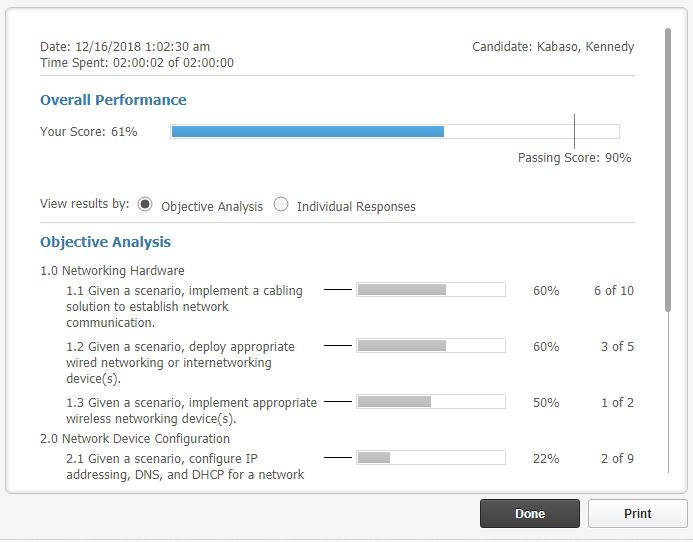 Date: 12/16/2018 1:02:30 am
Candidate: Kabaso, Kennedy
Time Spent: 02:00:02 of 02:00:00
Overall Performance
Your Score: 61%
Passing Score: 90%
View results by: Objective Analysis Individual Responses
Objective Analysis
1.0 Networking Hardware
1.1 Given a scenario, implement a cabling 60% 6 of 10
solution to establish network
communication.
1.2 Given a scenario, deploy appropriate 60% 3 of 5
wired networking or internetworking
device(s).
1.3 Given a scenario, implement appropriate 50% 1 of 2
wireless networking device(s).
2.0 Network Device Configuration
2.1 Given a scenario, configure IP 22% 2 of 9
addressing, DNS, and DHCP for a network
Done Print